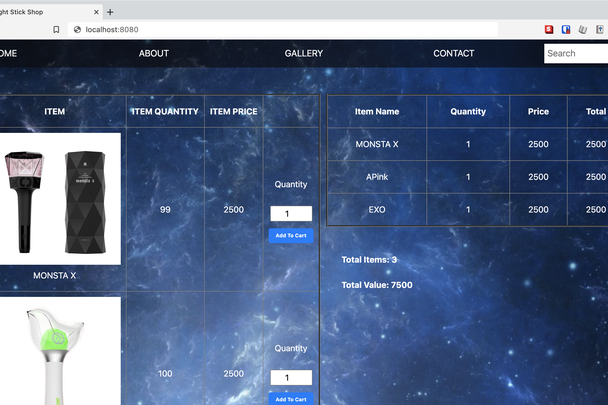 ght Stick Shop
localhost:8080
OME ABOUT GALLERY CONTACT Search
ITEM ITEM QUANTITY ITEM PRICE
Item Name Quantity Price Total
MONSTA X 1 2500 2500
APink 1 2500 2500
EXO 1 2500 2500
Quantity
99 2500 1
Add To Cart
MONSTA X
Total Items: 3
Total Value: 7500
Quantity
100 2500 1
Add To Cart